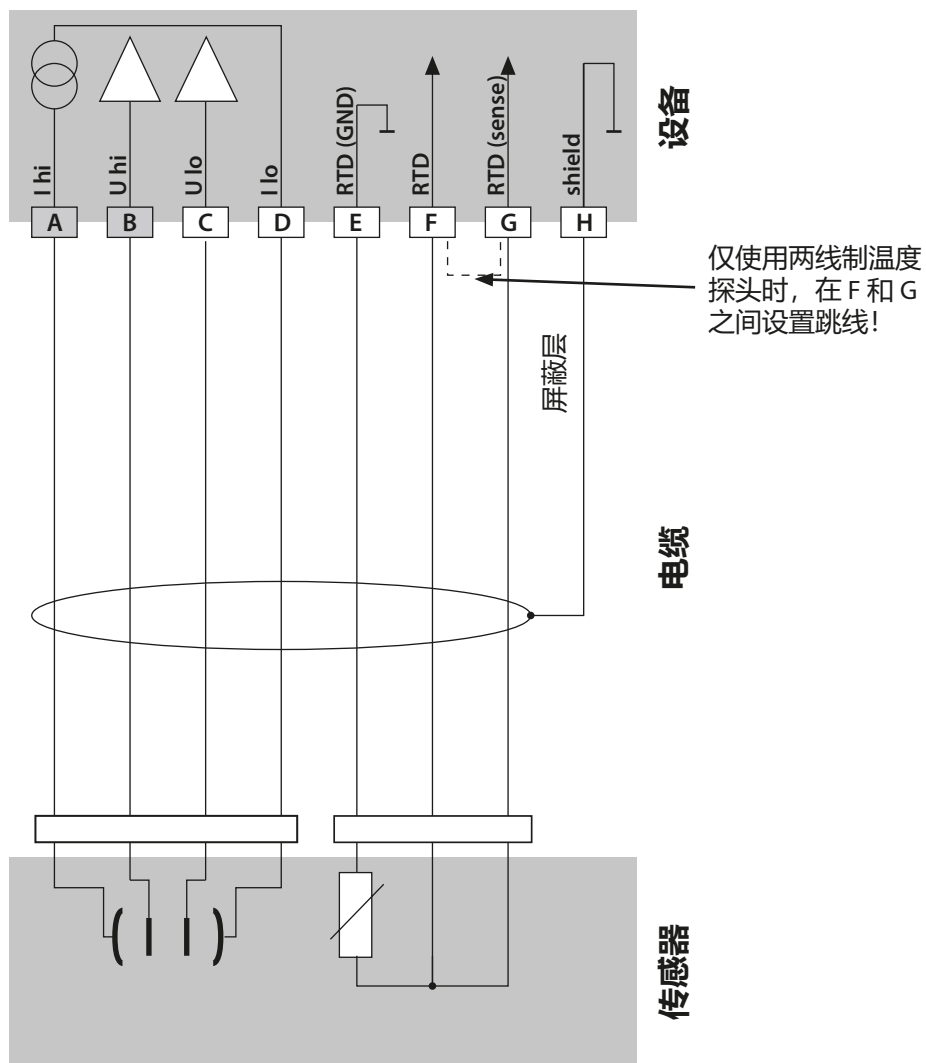 I hi
U hi
U lo
I lo
RTD (GND)
RTD
RTD (sense)
shield
设备
A
B
C
D
E
F
G
H
仅使用两线制温度
探头时，在 F 和 G
之间设置跳线！
屏蔽层
电缆
传感器